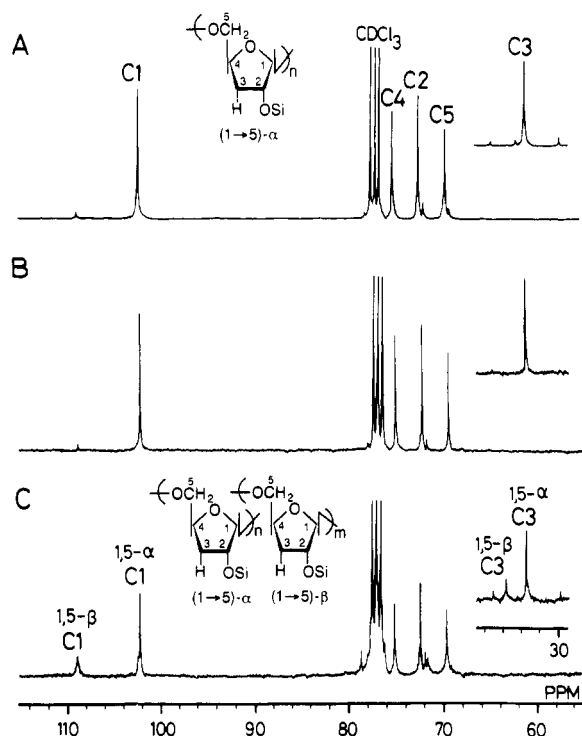 A
C1
5
OCH2
O
4
1
3
2
n
H
OSi
(1→5)-α
CDCl3
C4
C2
C5
C3
B
C
5
OCH2
O
4
1
3
2
n
H
OSi
(1→5)-α
5
OCH2
O
4
1
3
2
m
H
OSi
(1→5)-β
1,5-β
C1
1,5-α
C1
1,5-β
C3
1,5-α
C3
30
PPM
110 100 90 80 70 60